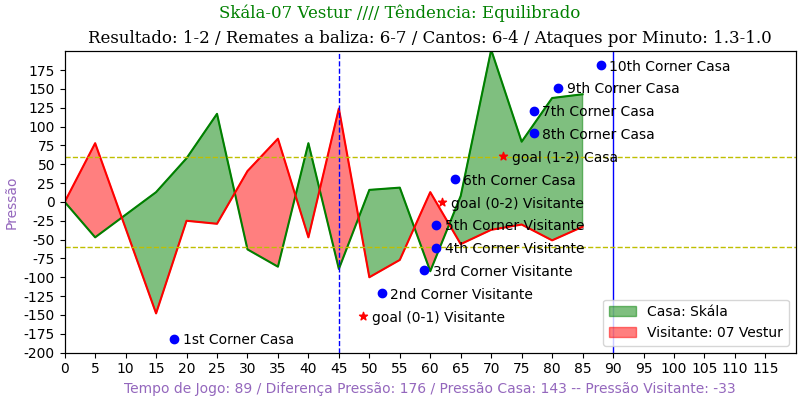 Skála-07 Vestur //// Têndencia: Equilibrado
Resultado: 1-2 / Remates a baliza: 6-7 / Cantos: 6-4 / Ataques por Minuto: 1.3-1.0
175
150
125
100
75
50
25
0
-25
-50
-75
-100
-125
-150
-175
-200
Pressão
10th Corner Casa
9th Corner Casa
7th Corner Casa
8th Corner Casa
goal (1-2) Casa
6th Corner Casa
goal (0-2) Visitante
5th Corner Visitante
4th Corner Visitante
3rd Corner Visitante
2nd Corner Visitante
goal (0-1) Visitante
1st Corner Casa
Casa: Skála
Visitante: 07 Vestur
0 5 10 15 20 25 30 35 40 45 50 55 60 65 70 75 80 85 90 95 100 105 110 115
Tempo de Jogo: 89 / Diferença Pressão: 176 / Pressão Casa: 143 -- Pressão Visitante: -33